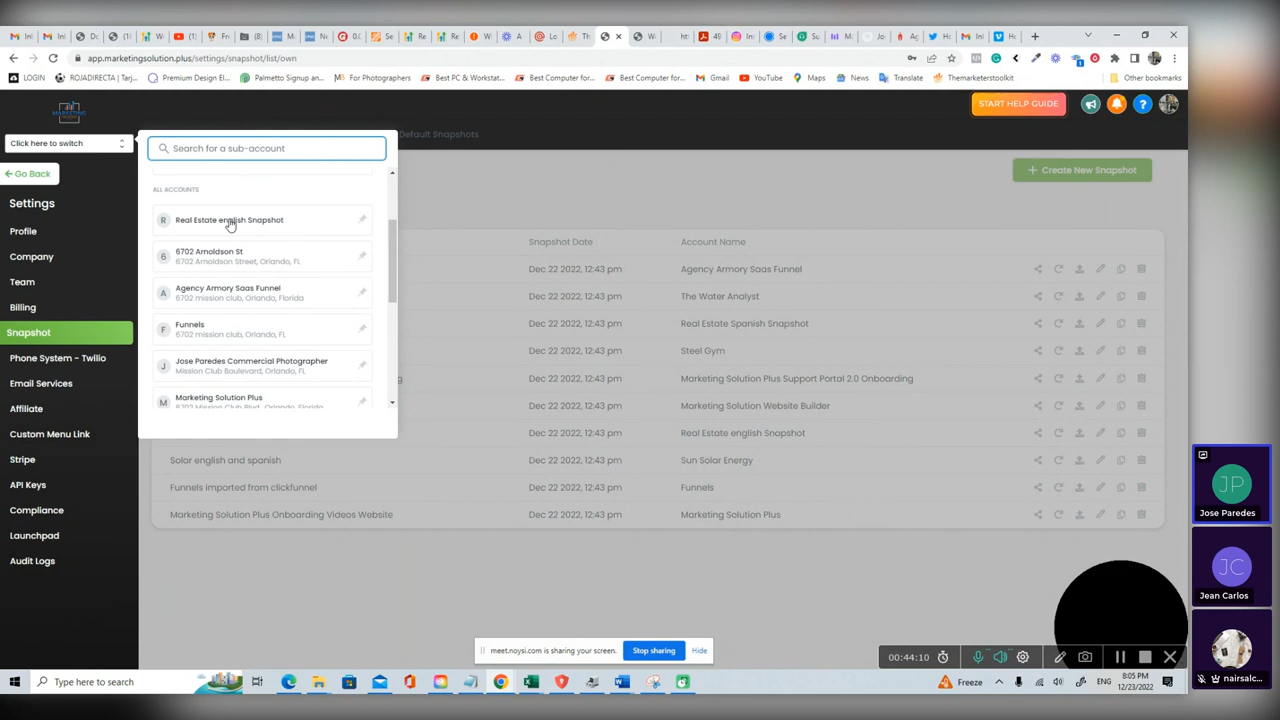 app.marketingsolution.plus/settings/snapshot/list/own
LOGIN
ROJADIRECTA | Tarj...
Premium Design El...
Palmetto Signup an...
For Photographers
Best PC & Workstat...
Best Computer for...
Best Computer for...
Gmail
YouTube
Maps
News
Translate
Themarketerstoolkit
Other bookmarks
MARKETING
START HELP GUIDE
Click here to switch
Search for a sub-account
Default Snapshots
Go Back
+ Create New Snapshot
Settings
Profile
Company
Team
Billing
Snapshot
Phone System - Twilio
Email Services
Affiliate
Custom Menu Link
Stripe
API Keys
Compliance
Launchpad
Audit Logs
ALL ACCOUNTS
R Real Estate english Snapshot
6 6702 Arnoldson St
6702 Arnoldson Street, Orlando, FL
A Agency Armory Saas Funnel
6702 mission club, Orlando, Florida
F Funnels
6702 mission club, Orlando, FL
J Jose Paredes Commercial Photographer
Mission Club Boulevard, Orlando, FL
M Marketing Solution Plus
6702 Mission Club Blvd, Orlando, Florida
Snapshot Date Account Name
Dec 22 2022, 12:43 pm Agency Armory Saas Funnel
Dec 22 2022, 12:43 pm The Water Analyst
Dec 22 2022, 12:43 pm Real Estate Spanish Snapshot
Dec 22 2022, 12:43 pm Steel Gym
Dec 22 2022, 12:43 pm Marketing Solution Plus Support Portal 2.0 Onboarding
Dec 22 2022, 12:43 pm Marketing Solution Website Builder
Dec 22 2022, 12:43 pm Real Estate english Snapshot
Solar english and spanish Dec 22 2022, 12:43 pm Sun Solar Energy
Funnels imported from clickfunnel Dec 22 2022, 12:43 pm Funnels
Marketing Solution Plus Onboarding Videos Website Dec 22 2022, 12:43 pm Marketing Solution Plus
JP
Jose Paredes
JC
Jean Carlos
nairsalc...
meet.noysi.com is sharing your screen.
Stop sharing
Hide
00:44:10
Type here to search
Freeze
ENG
8:05 PM
12/23/2022